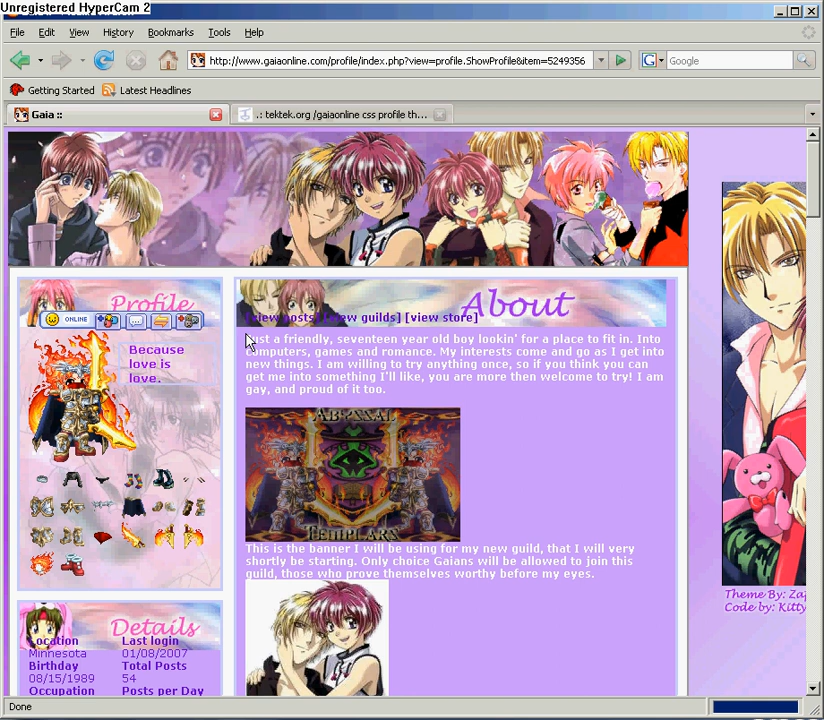 Unregistered HyperCam 2
File Edit View History Bookmarks Tools Help
http://www.gaiaonline.com/profile/index.php?view=profile.ShowProfile&item=5249356
G Google
Getting Started Latest Headlines
Gaia ::
.: tektek.org /gaiaonline css profile th...
Profile
ONLINE
Because
love is
love.
About
[view posts] [view guilds] [view store]
Just a friendly, seventeen year old boy lookin' for a place to fit in. Into
computers, games and romance. My interests come and go as I get into
new things. I am willing to try anything once, so if you think you can
get me into something I'll like, you are more then welcome to try! I am
gay, and proud of it too.
Abyssal
Templars
This is the banner I will be using for my new guild, that I will very
shortly be starting. Only choice Gaians will be allowed to join this
guild, those who prove themselves worthy before my eyes.
Details
Location Last login
Minnesota 01/08/2007
Birthday Total Posts
08/15/1989 54
Occupation Posts per Day
Theme By: Zap
Code by: Kitty
Done